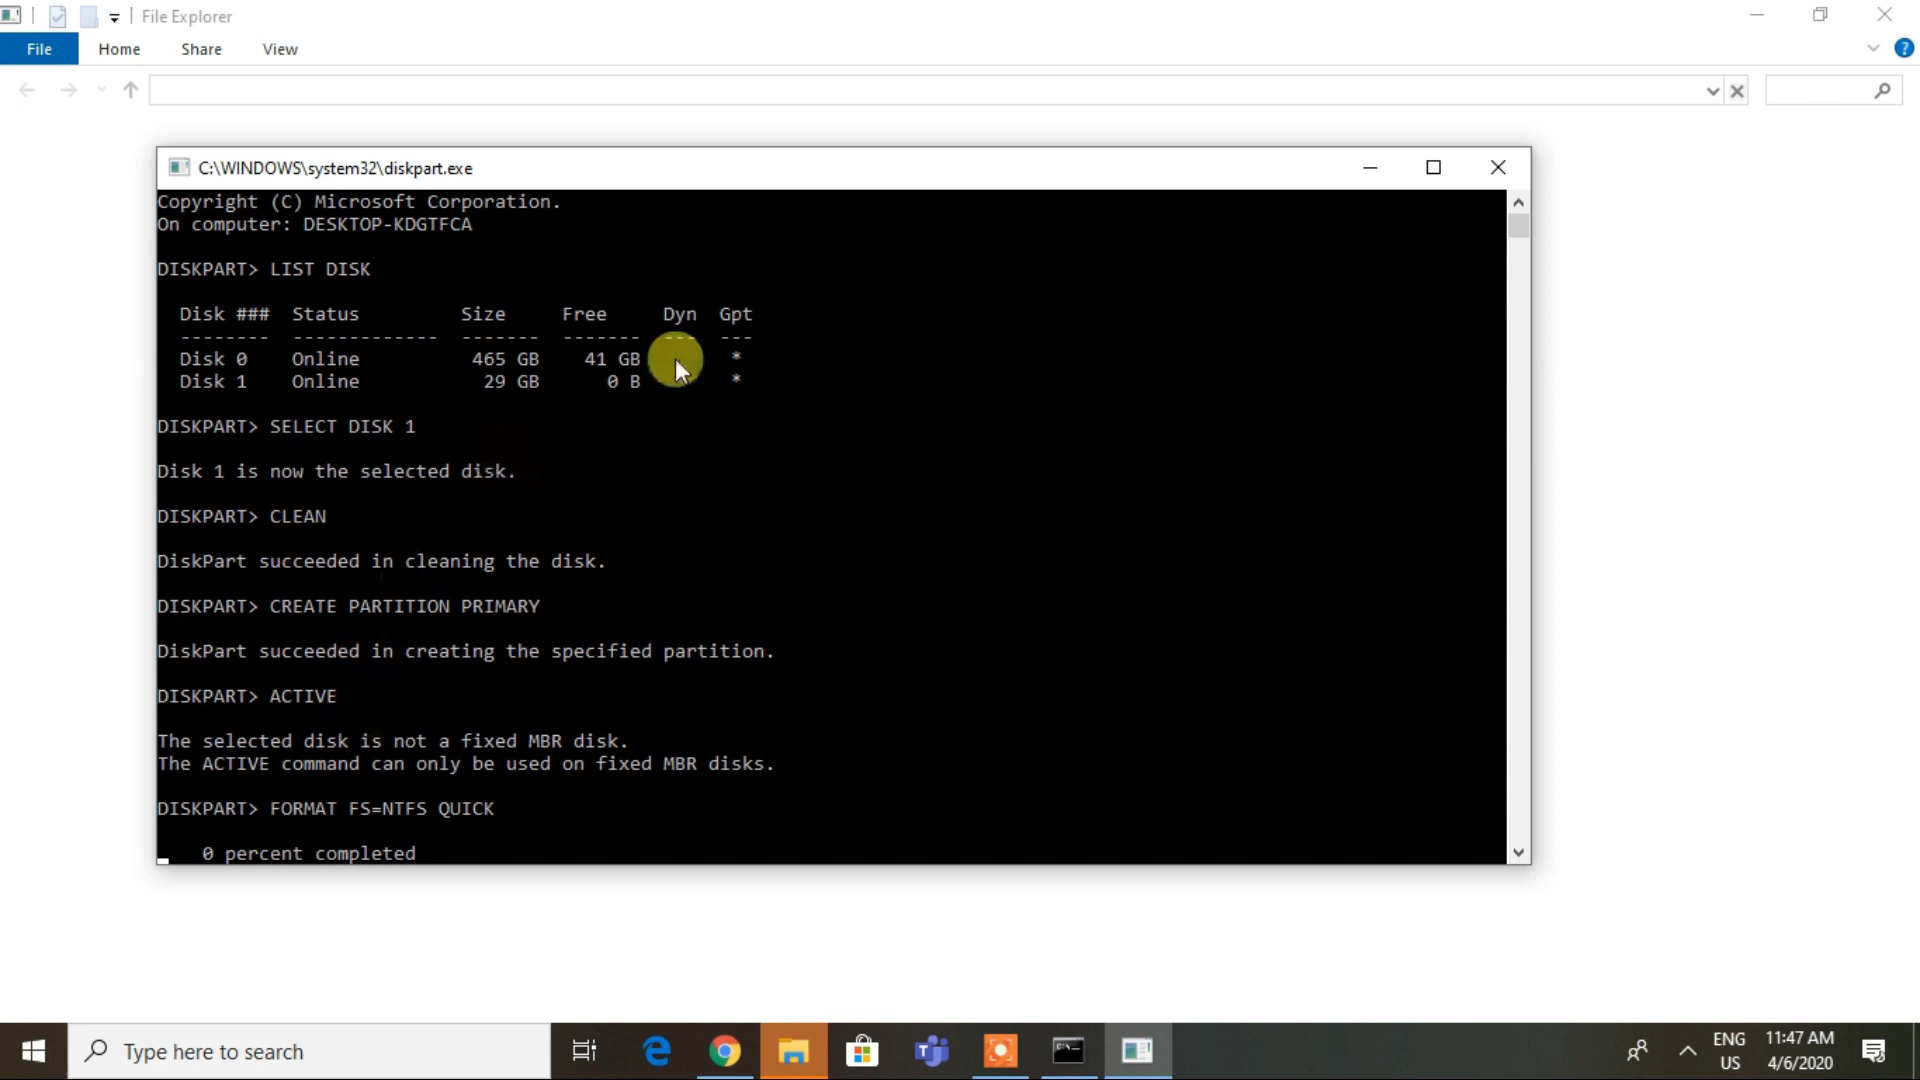 File Explorer
File Home Share View
C:\WINDOWS\system32\diskpart.exe
Copyright (C) Microsoft Corporation.
On computer: DESKTOP-KDGTFCA
DISKPART> LIST DISK
Disk ### Status Size Free Dyn Gpt
-------- ------------- ------- ------- --- ---
Disk 0 Online 465 GB 41 GB *
Disk 1 Online 29 GB 0 B *
DISKPART> SELECT DISK 1
Disk 1 is now the selected disk.
DISKPART> CLEAN
DiskPart succeeded in cleaning the disk.
DISKPART> CREATE PARTITION PRIMARY
DiskPart succeeded in creating the specified partition.
DISKPART> ACTIVE
The selected disk is not a fixed MBR disk.
The ACTIVE command can only be used on fixed MBR disks.
DISKPART> FORMAT FS=NTFS QUICK
0 percent completed
Type here to search
ENG
US
11:47 AM
4/6/2020